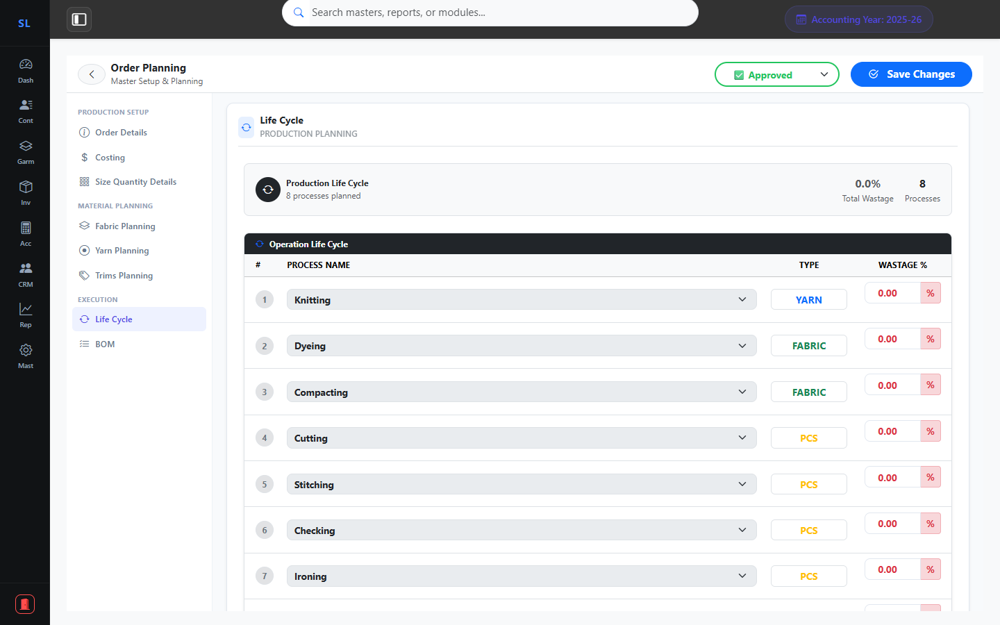 SL
Search masters, reports, or modules...
Accounting Year: 2025-26
Dash
Cont
Garm
Inv
Acc
CRM
Rep
Mast
Order Planning
Master Setup & Planning
Approved
Save Changes
PRODUCTION SETUP
Order Details
Costing
Size Quantity Details
MATERIAL PLANNING
Fabric Planning
Yarn Planning
Trims Planning
EXECUTION
Life Cycle
BOM
Life Cycle
PRODUCTION PLANNING
Production Life Cycle
8 processes planned
0.0%
Total Wastage
8
Processes
Operation Life Cycle
# PROCESS NAME TYPE WASTAGE %
1 Knitting YARN 0.00 %
2 Dyeing FABRIC 0.00 %
3 Compacting FABRIC 0.00 %
4 Cutting PCS 0.00 %
5 Stitching PCS 0.00 %
6 Checking PCS 0.00 %
7 Ironing PCS 0.00 %